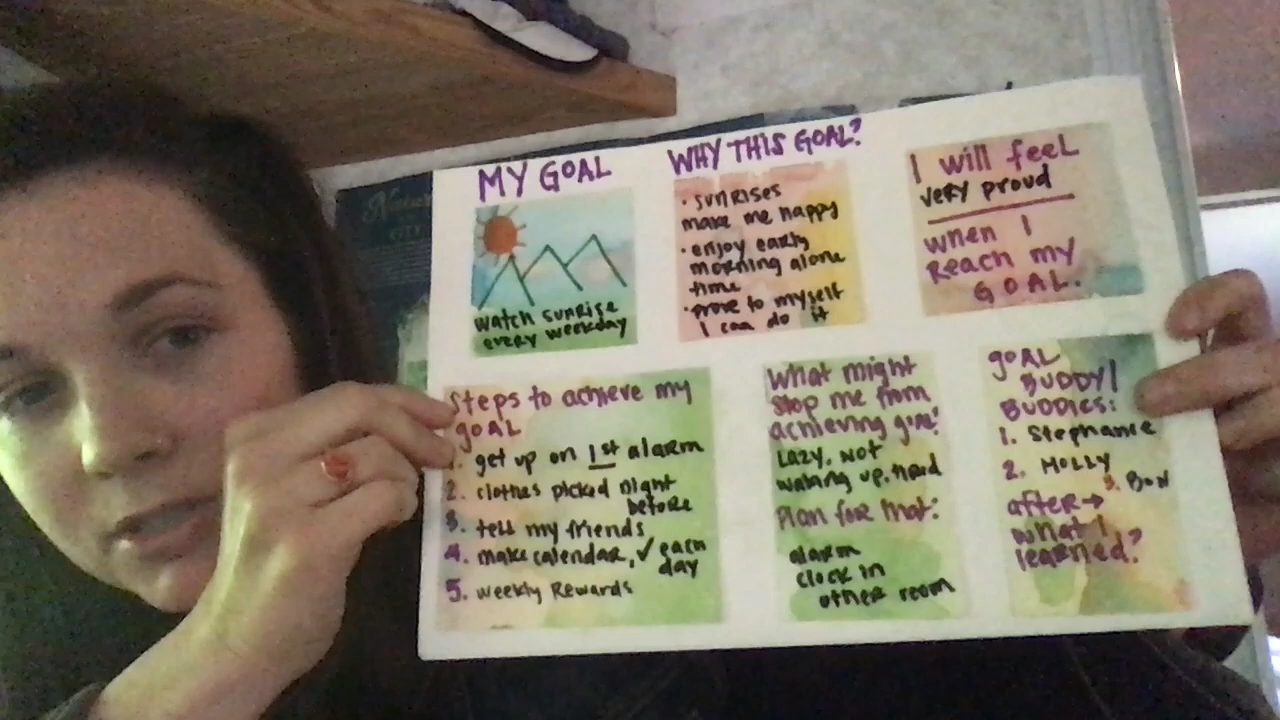 MY GOAL
watch sunrise
every weekday
WHY THIS GOAL?
• sunrises
make me happy
• enjoy early
morning alone
time
• prove to myself
I can do it
I will feel
very proud
when I
Reach my
GOAL.
Steps to achieve my
goal
1. get up on 1st alarm
2. clothes picked night
before
3. tell my friends
4. make calendar, ✓ each
day
5. weekly Rewards
What might
stop me from
achieving goal?
Lazy, not
waking up, hard
Plan for that:
alarm
clock in
other room
goal
BUDDY/
BUDDIES:
1. Stephanie
2. Molly
3.
after →
what I
learned?
CITY